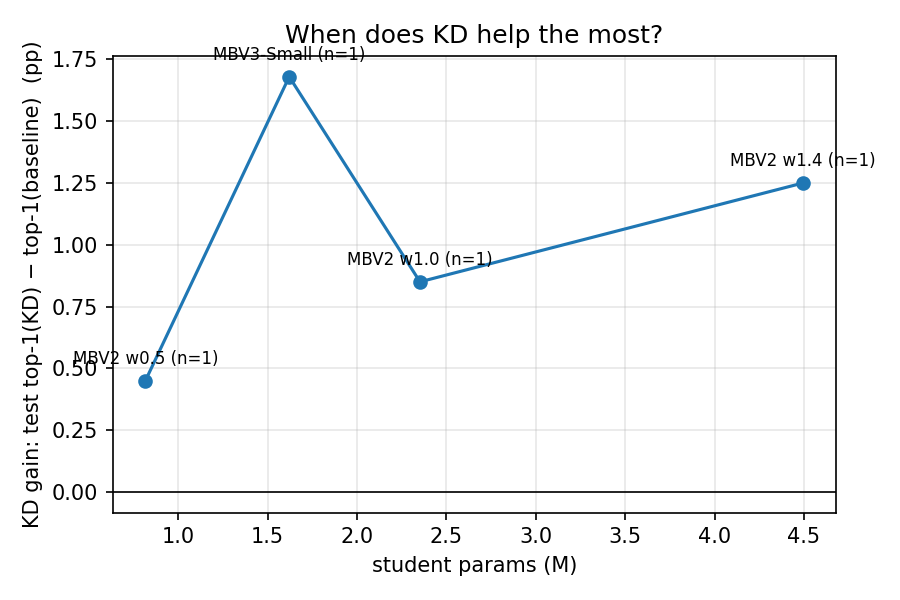 When does KD help the most?
KD gain: test top-1(KD) − top-1(baseline)  (pp)
1.75
1.50
1.25
1.00
0.75
0.50
0.25
0.00
MBV3-Small (n=1)
MBV2 w1.4 (n=1)
MBV2 w1.0 (n=1)
MBV2 w0.5 (n=1)
1.0 1.5 2.0 2.5 3.0 3.5 4.0 4.5
student params (M)